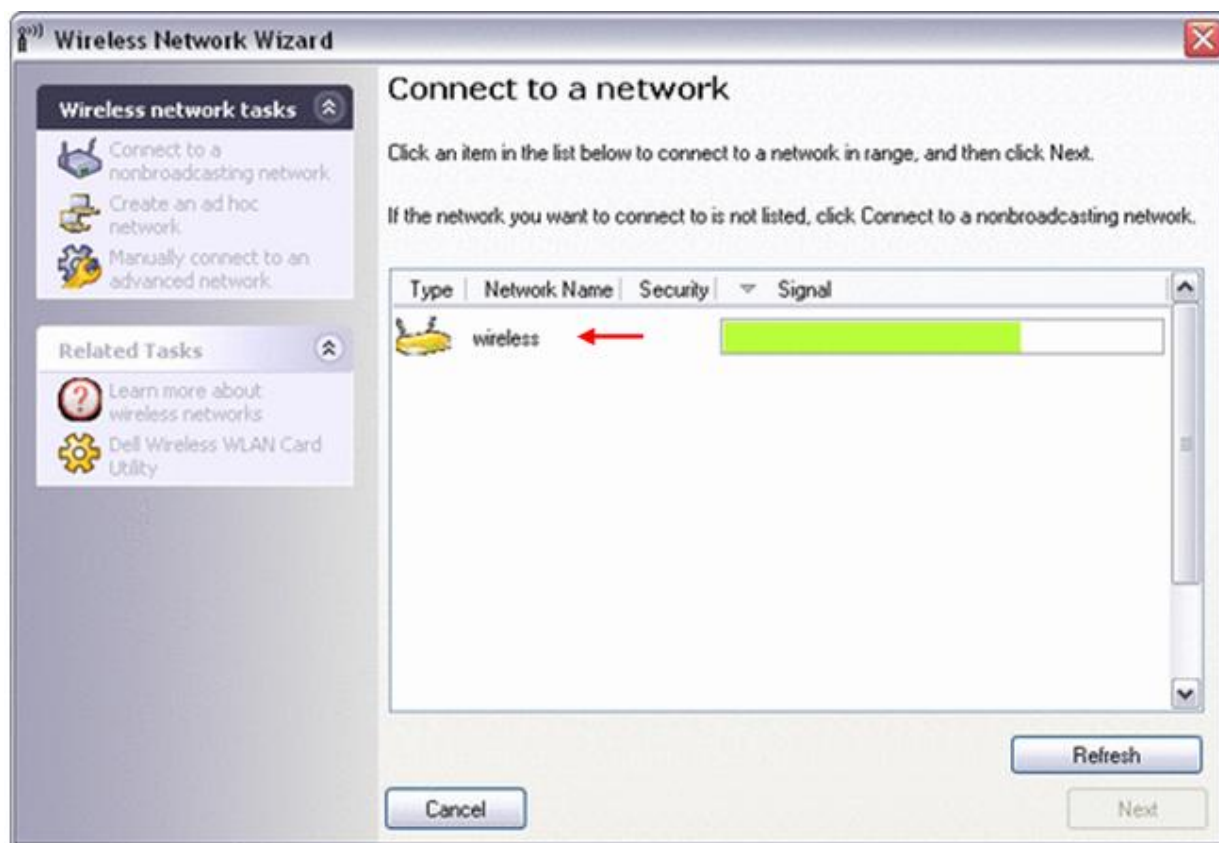 Wireless Network Wizard
Wireless network tasks
Connect to a
nonbroadcasting network
Create an ad hoc
network
Manually connect to an
advanced network
Related Tasks
Learn more about
wireless networks
Dell Wireless WLAN Card
Utility
Connect to a network
Click an item in the list below to connect to a network in range, and then click Next.
If the network you want to connect to is not listed, click Connect to a nonbroadcasting network.
Type Network Name Security Signal
wireless
Refresh
Cancel Next